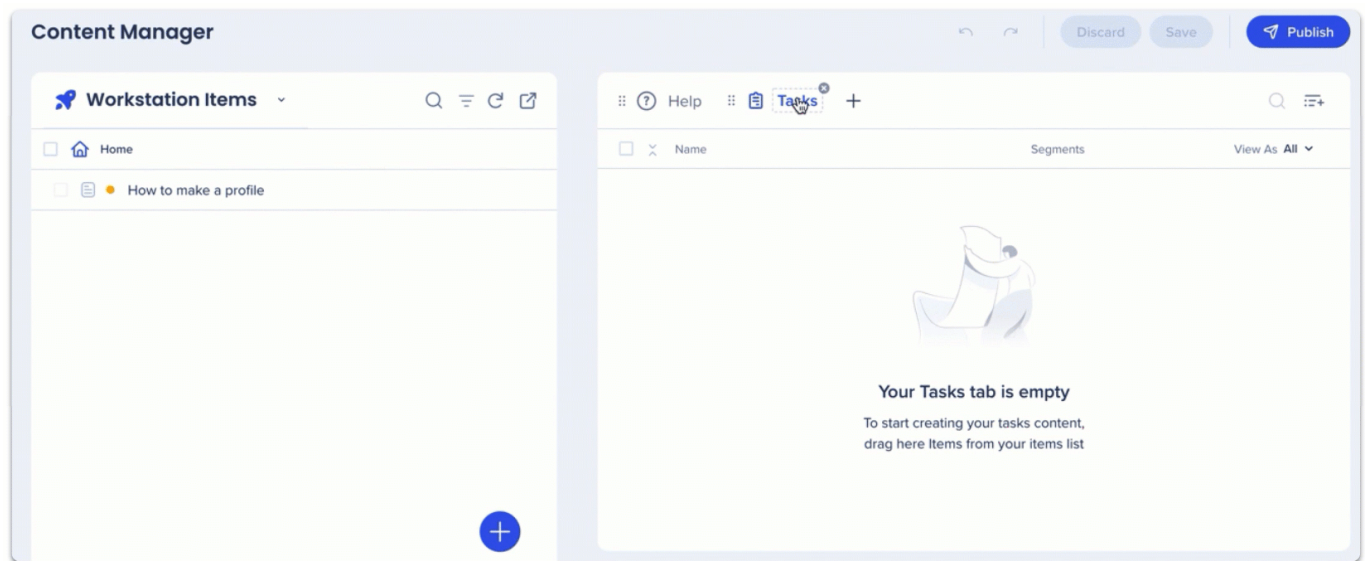 Content Manager
Discard
Save
Publish
Workstation Items
Help
Tasks
Home
Name
Segments
View As All
How to make a profile
Your Tasks tab is empty
To start creating your tasks content,
drag here Items from your items list